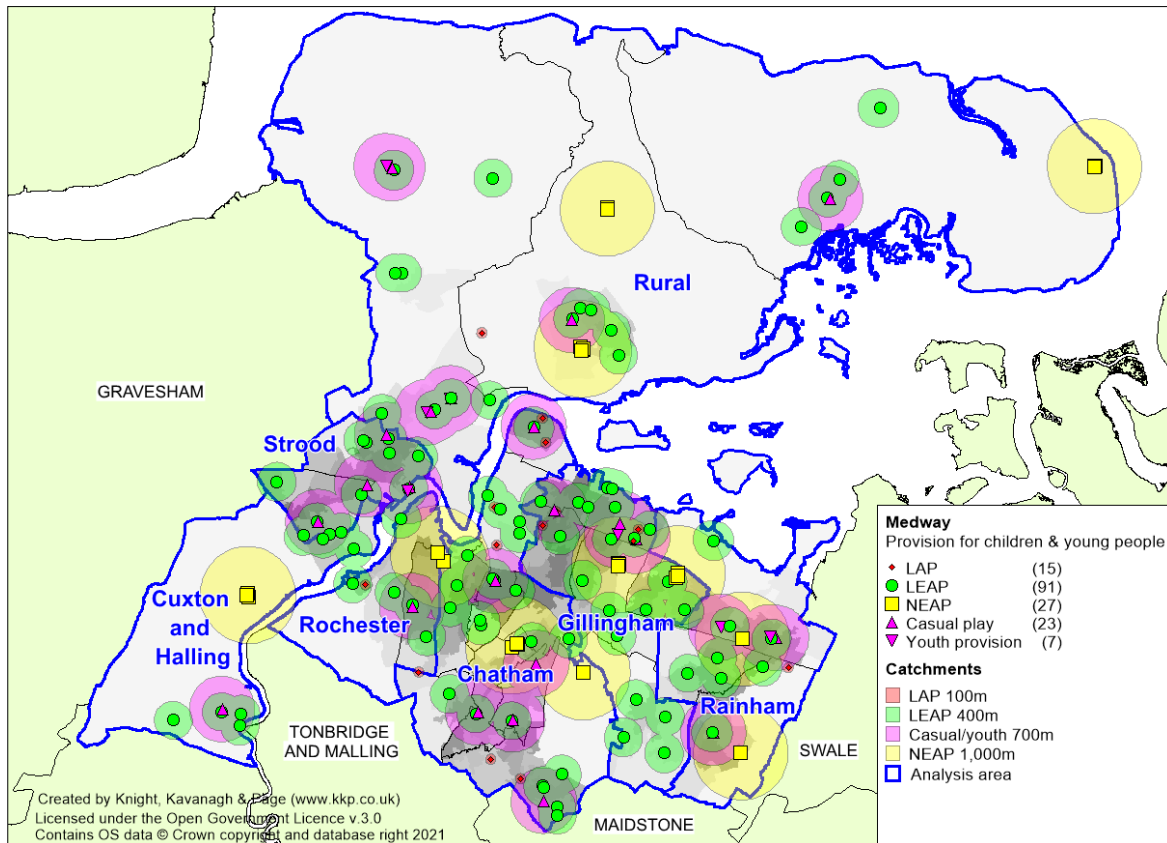 Rural
GRAVESHAM
Strood
Cuxton
and
Halling
Rochester
Gillingham
Chatham
Rainham
TONBRIDGE
AND MALLING
SWALE
MAIDSTONE
Medway
Provision for children & young people
LAP (15)
LEAP (91)
NEAP (27)
Casual play (23)
Youth provision (7)
Catchments
LAP 100m
LEAP 400m
Casual/youth 700m
NEAP 1,000m
Analysis area
Created by Knight, Kavanagh & Page (www.kkp.co.uk)
Licensed under the Open Government Licence v.3.0
Contains OS data © Crown copyright and database right 2021